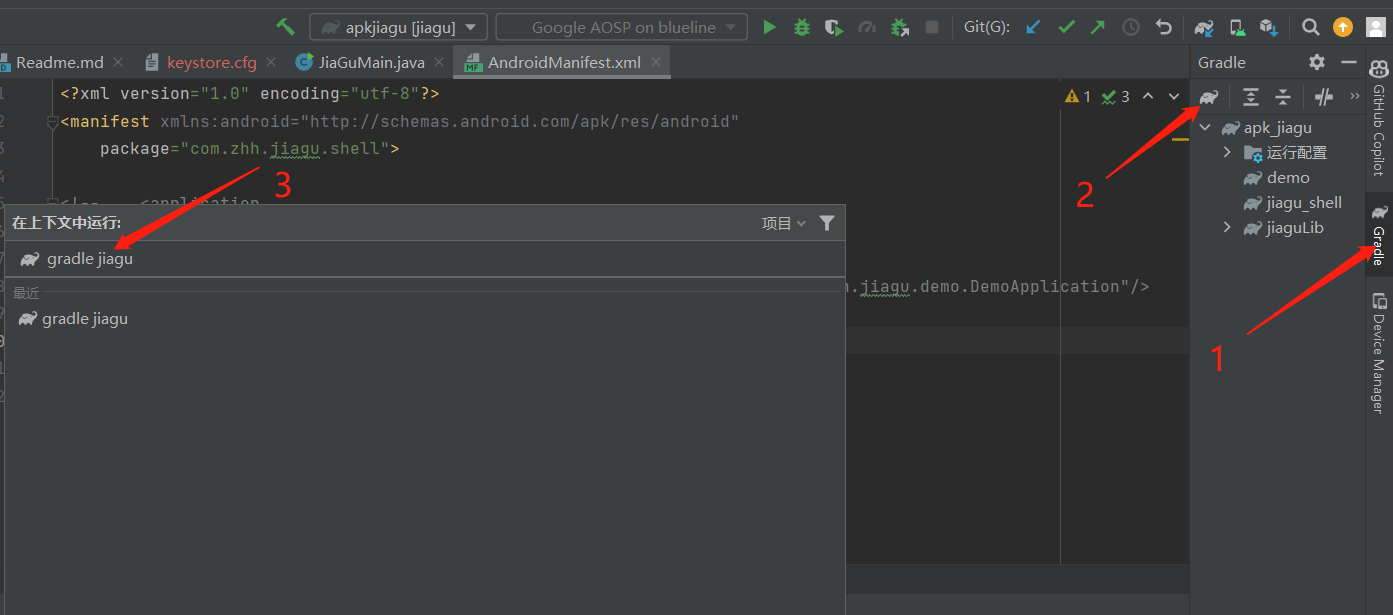 apkjiagu [jiagu]
Google AOSP on blueline
Git(G):
Readme.md
keystore.cfg
JiaGuMain.java
AndroidManifest.xml
Gradle
<?xml version="1.0" encoding="utf-8"?>
1
3
<manifest xmlns:android="http://schemas.android.com/apk/res/android"
package="com.zhh.jiagu.shell">
<!-- <application
在上下文中运行:
项目
gradle jiagu
最近
gradle jiagu
.jiagu.demo.DemoApplication"/>
apk_jiagu
运行配置
demo
jiagu_shell
jiaguLib
GitHub Copilot
Gradle
Device Manager
1
2
3